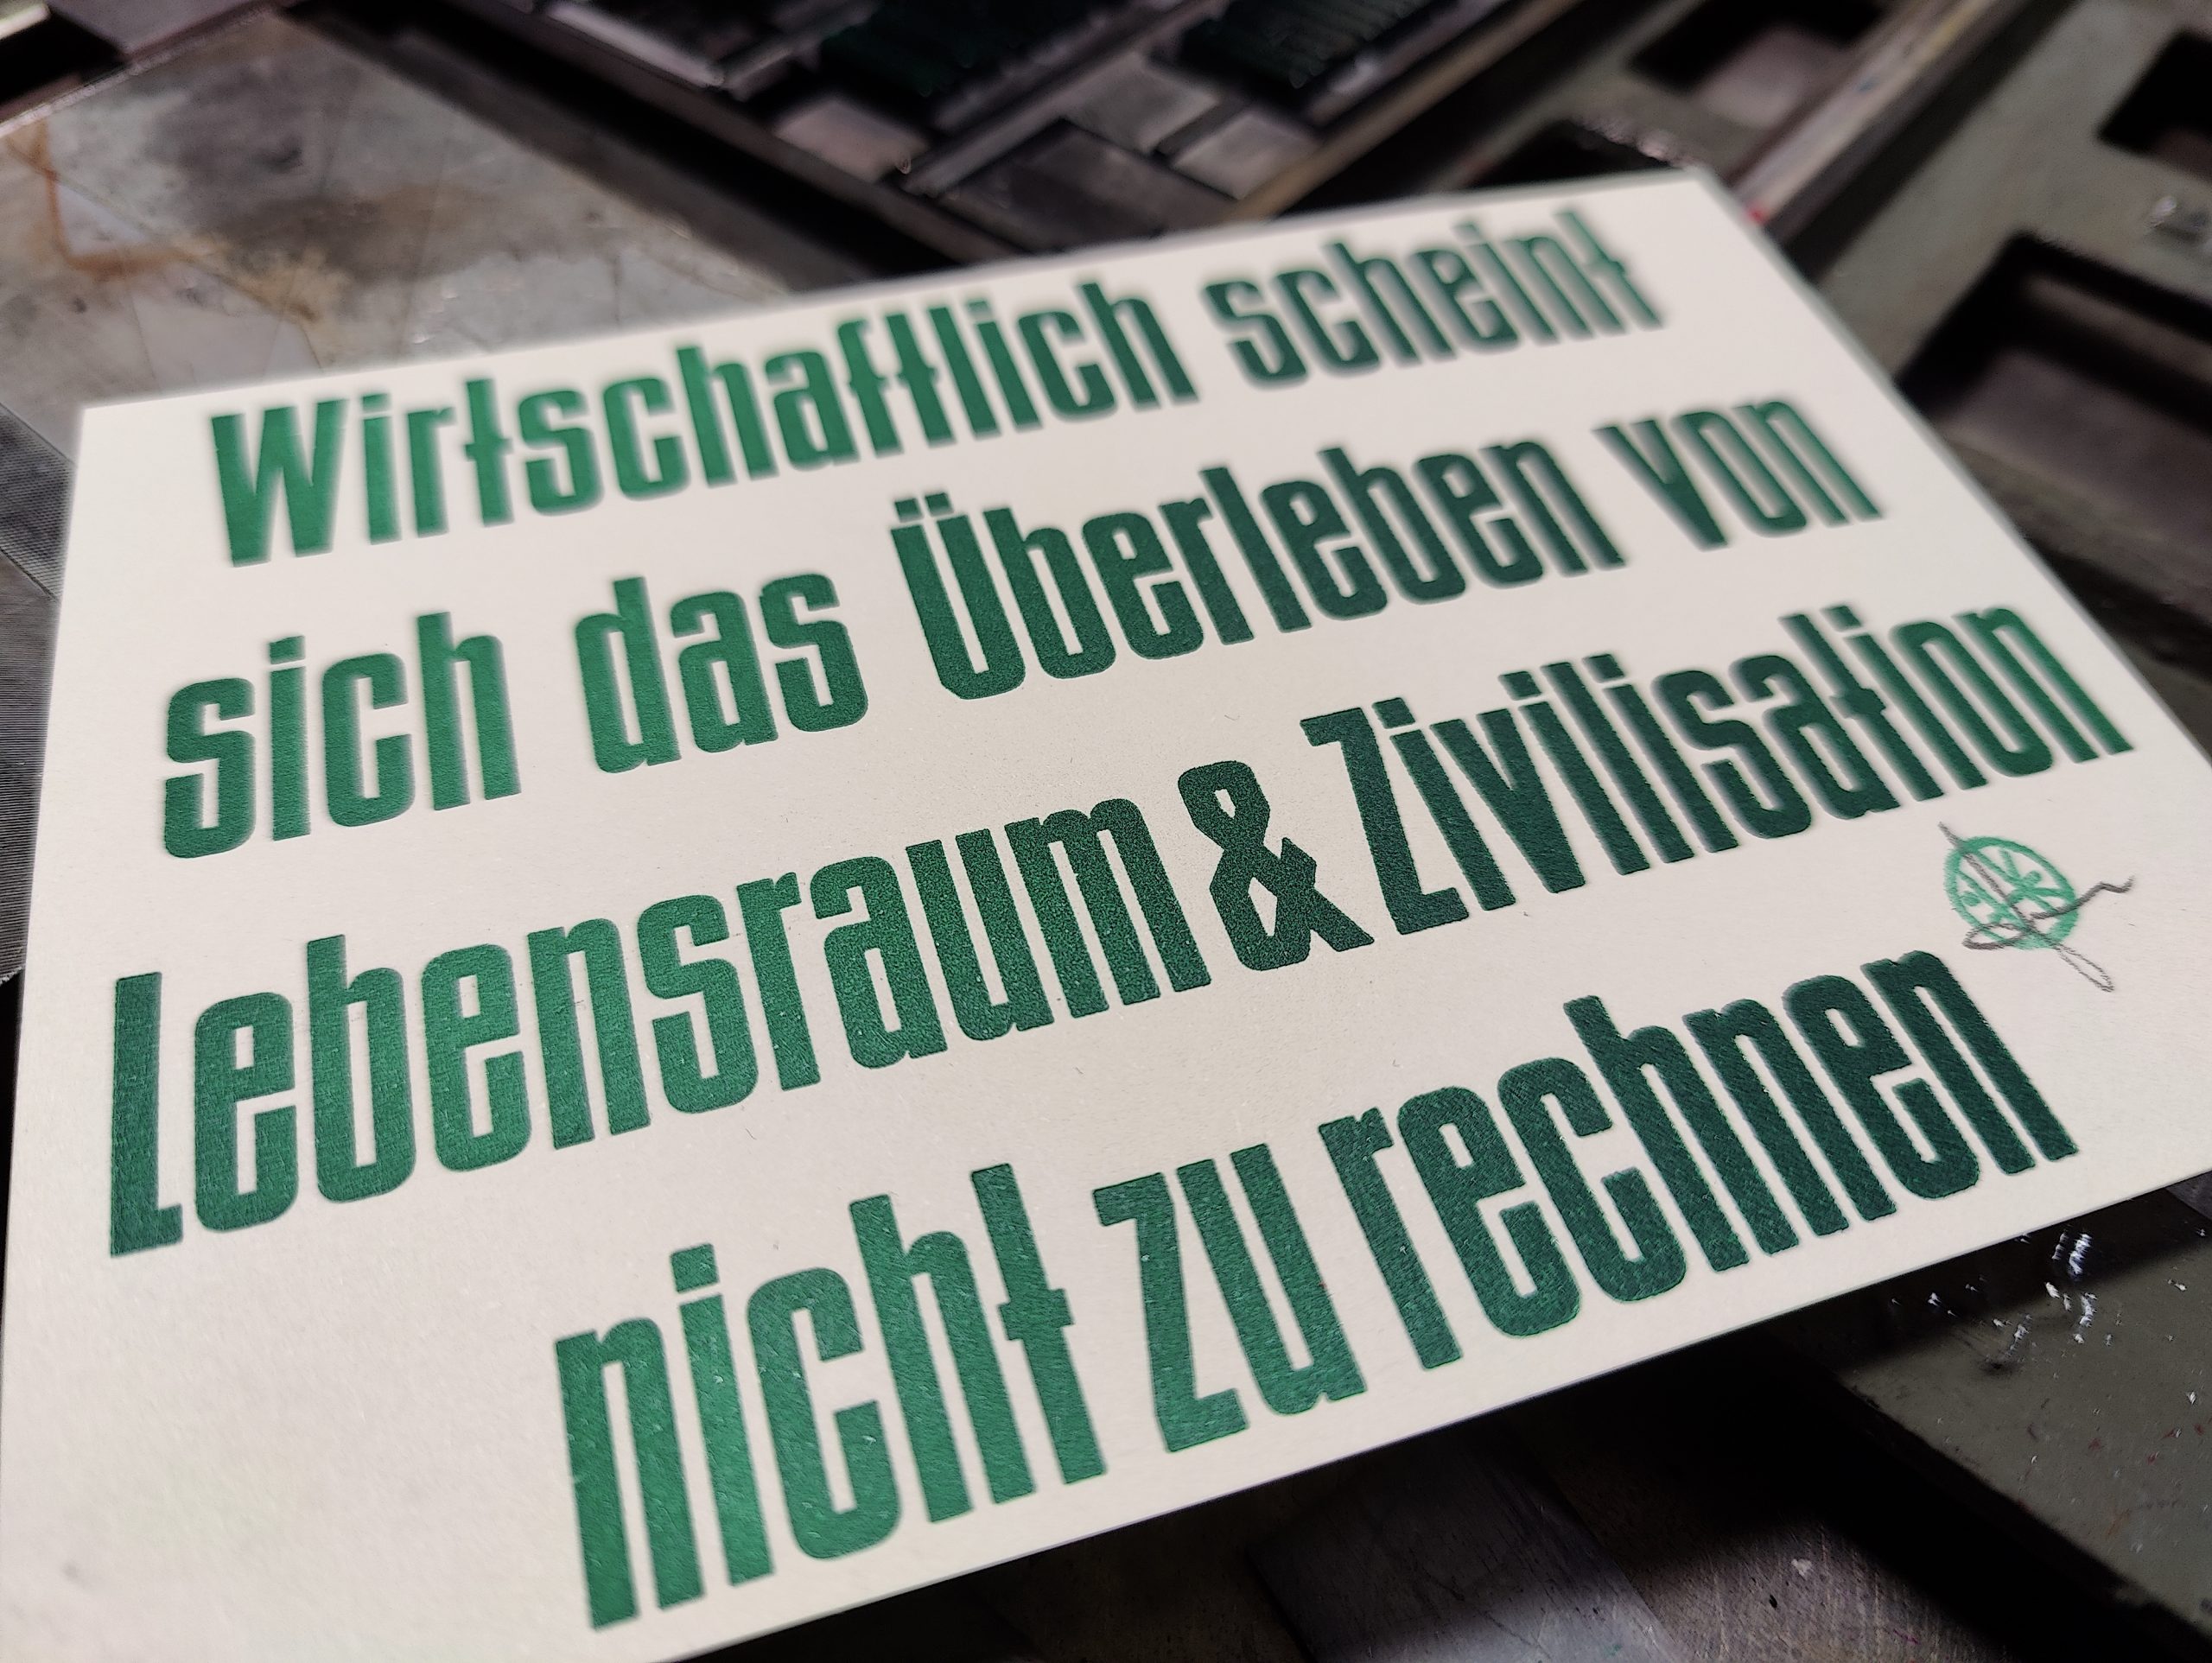 Wirtschaftlich scheint
sich das Überleben von
Lebensraum & Zivilisation
nicht zu rechnen